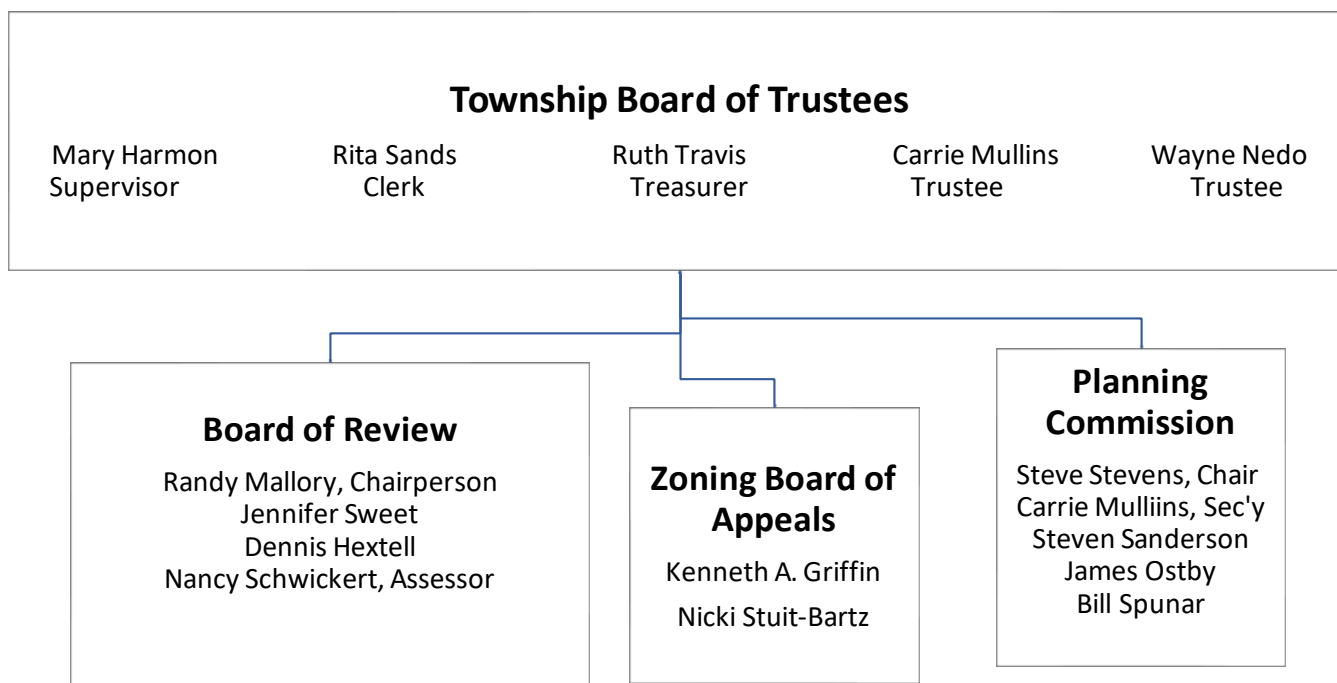 Township Board of Trustees
Mary Harmon Rita Sands Ruth Travis Carrie Mullins Wayne Nedo
Supervisor Clerk Treasurer Trustee Trustee
Board of Review
Randy Mallory, Chairperson
Jennifer Sweet
Dennis Hextell
Nancy Schwickert, Assessor
Zoning Board of
Appeals
Kenneth A. Griffin
Nicki Stuit-Bartz
Planning
Commission
Steve Stevens, Chair
Carrie Mulliins, Sec'y
Steven Sanderson
James Ostby
Bill Spunar